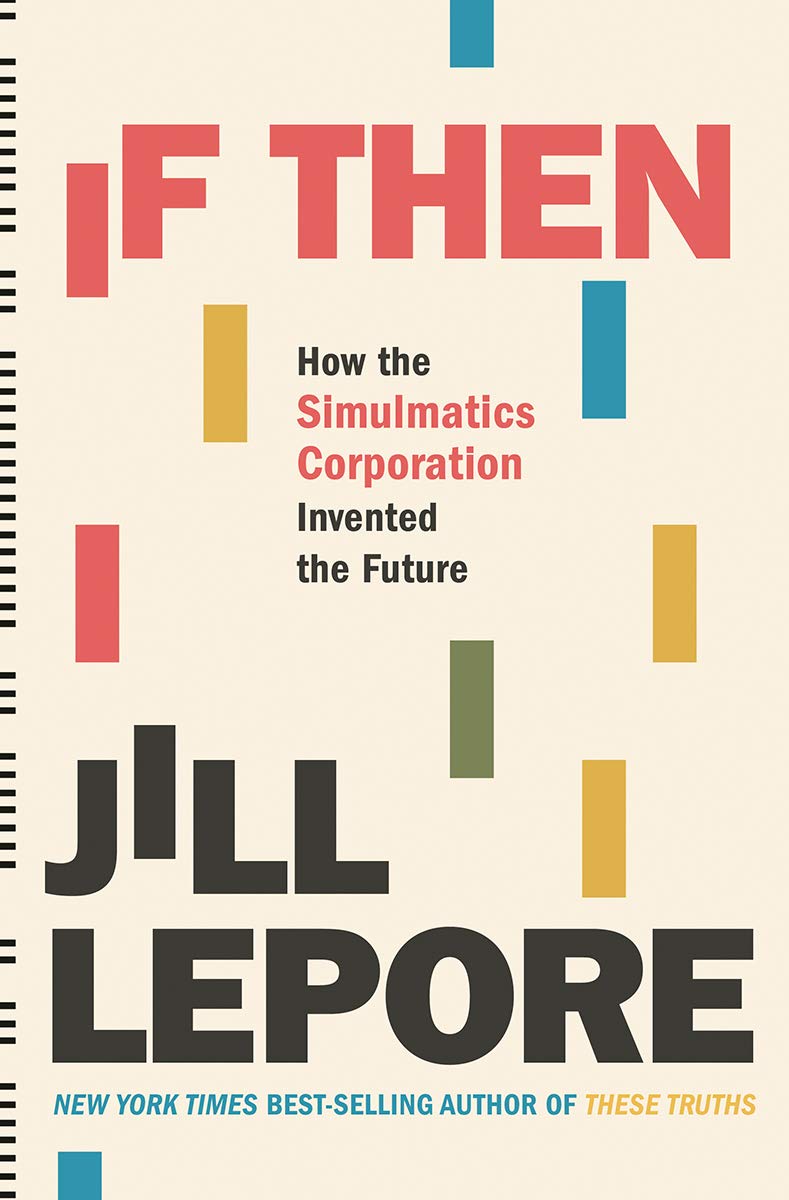 IF THEN
How the
Simulmatics
Corporation
Invented
the Future
JILL
LEPORE
NEW YORK TIMES BEST-SELLING AUTHOR OF THESE TRUTHS